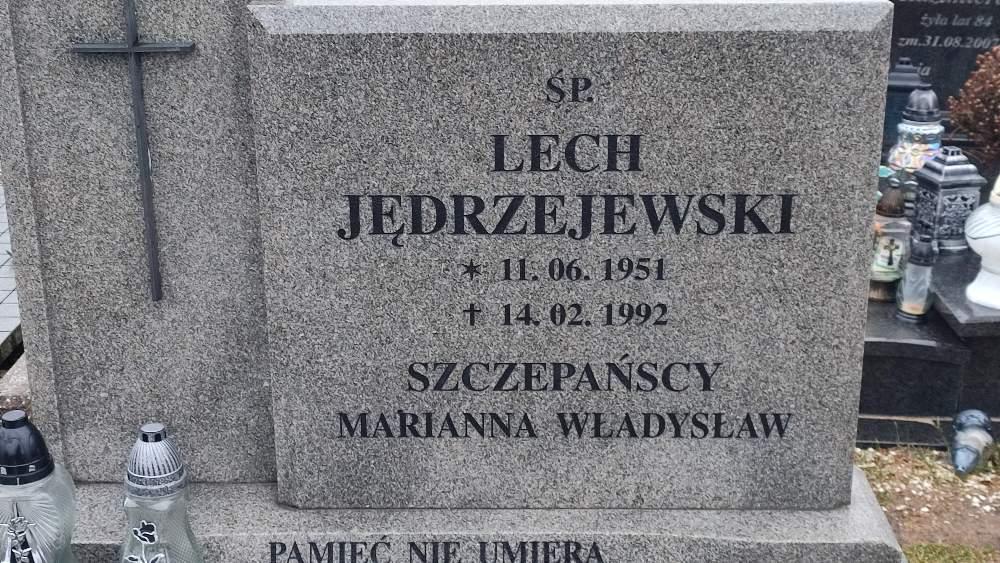 ŚP.
LECH
JĘDRZEJEWSKI
✶ 11. 06. 1951
✝ 14. 02. 1992
SZCZEPAŃSCY
MARIANNA WŁADYSŁAW
PAMIĘĆ NIE UMIERA
żyła lat 84
zm.31.08.2007